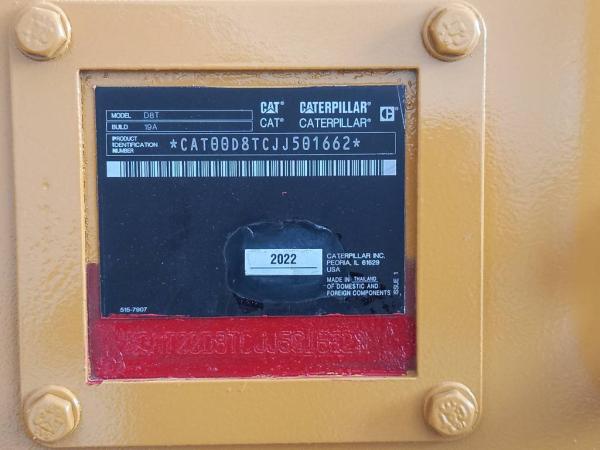 MODEL D8T
BUILD 19A
CAT® CATERPILLAR®
CAT® CATERPILLAR®
PRODUCT
IDENTIFICATION
NUMBER
*CAT00D8TCJJ501662*
2022
CATERPILLAR INC.
PEORIA, IL 61629
USA
MADE IN THAILAND
OF DOMESTIC AND
FOREIGN COMPONENTS
ISSUE 1
515-7907
*CAT00D8TCJJ501662*